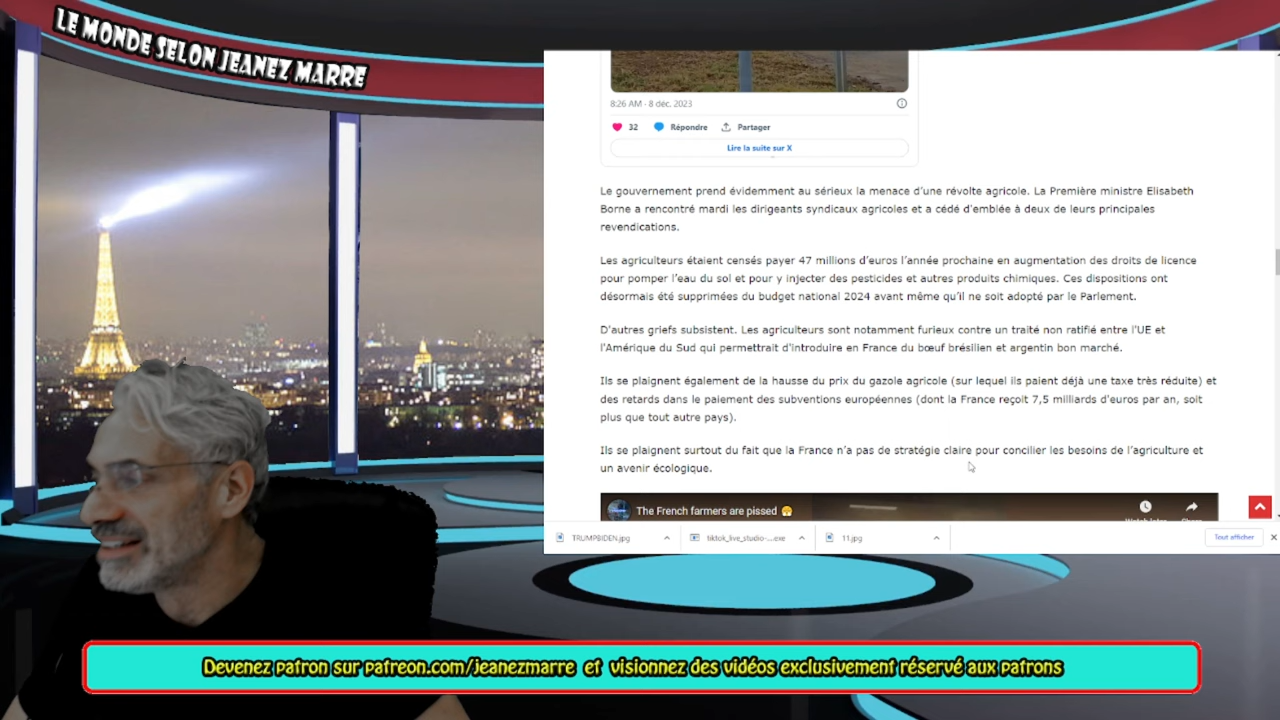 LE MONDE SELON JEANEZ MARRE
8:26 AM · 8 déc. 2023
32 Répondre Partager
Lire la suite sur X
Le gouvernement prend évidemment au sérieux la menace d'une révolte agricole. La Première ministre Elisabeth
Borne a rencontré mardi les dirigeants syndicaux agricoles et a cédé d'emblée à deux de leurs principales
revendications.
Les agriculteurs étaient censés payer 47 millions d'euros l'année prochaine en augmentation des droits de licence
pour pomper l'eau du sol et pour y injecter des pesticides et autres produits chimiques. Ces dispositions ont
désormais été supprimées du budget national 2024 avant même qu'il ne soit adopté par le Parlement.
D'autres griefs subsistent. Les agriculteurs sont notamment furieux contre un traité non ratifié entre l'UE et
l'Amérique du Sud qui permettrait d'introduire en France du bœuf brésilien et argentin bon marché.
Ils se plaignent également de la hausse du prix du gazole agricole (sur lequel ils paient déjà une taxe très réduite) et
des retards dans le paiement des subventions européennes (dont la France reçoit 7,5 milliards d'euros par an, soit
plus que tout autre pays).
Ils se plaignent surtout du fait que la France n'a pas de stratégie claire pour concilier les besoins de l'agriculture et
un avenir écologique.
The French farmers are pissed
TRUMPBIDEN.jpg tiktok_live_studio-....exe 11.jpg Tout afficher
Devenez patron sur patreon.com/jeanezmarre et visionnez des vidéos exclusivement réservé aux patrons